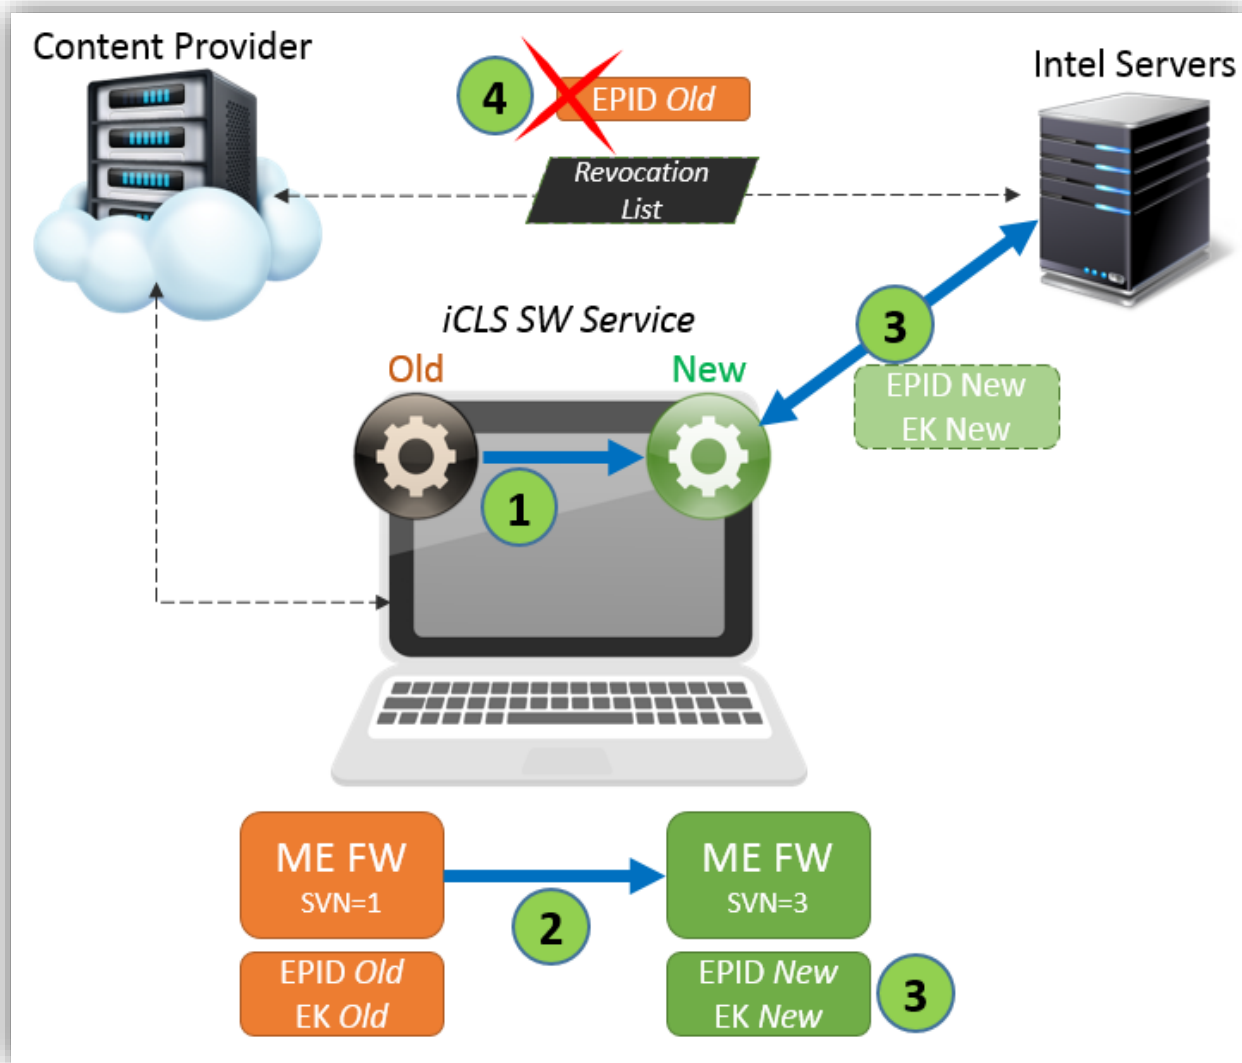 Content Provider
4
EPID Old
Intel Servers
Revocation
List
iCLS SW Service
3
Old
New
EPID New
EK New
1
ME FW
SVN=1
2
ME FW
SVN=3
EPID Old
EK Old
EPID New
EK New
3